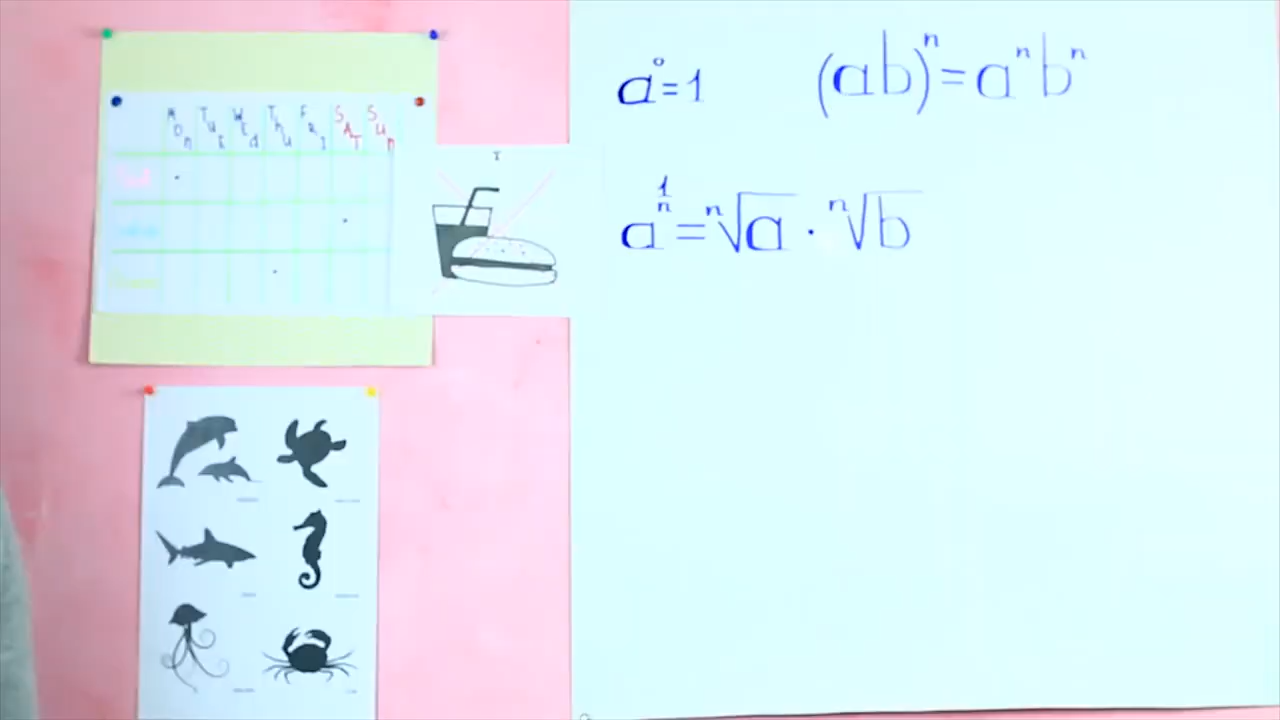 MOn TUE WEd Thu FRI SAT SUn
a⁰=1
(ab)ⁿ=aⁿbⁿ
a^(1/n)=ⁿ√a · ⁿ√b